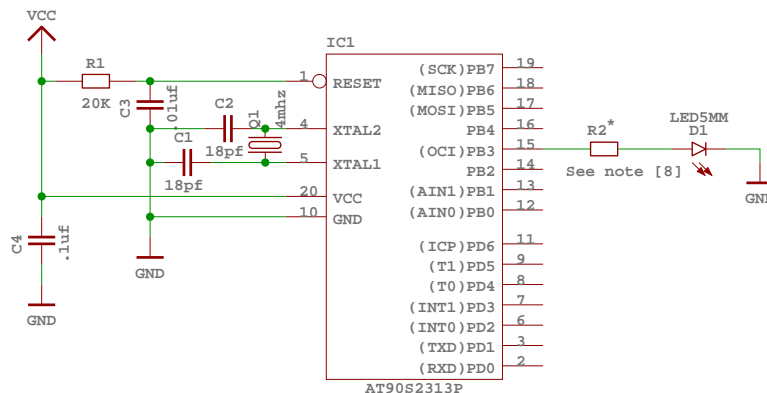 VCC
IC1
R1
20K
C3
.01uf
C2
18pf
C1
18pf
Q1
4mhz
1
RESET
4
XTAL2
5
XTAL1
20
VCC
10
GND
(SCK)PB7
19
(MISO)PB6
18
(MOSI)PB5
17
PB4
16
(OCI)PB3
15
PB2
14
(AIN1)PB1
13
(AIN0)PB0
12
(ICP)PD6
11
(T1)PD5
9
(T0)PD4
8
(INT1)PD3
7
(INT0)PD2
6
(TXD)PD1
3
(RXD)PD0
2
R2*
See note [8]
LED5MM
D1
GND
C4
.1uf
GND
GND
AT90S2313P